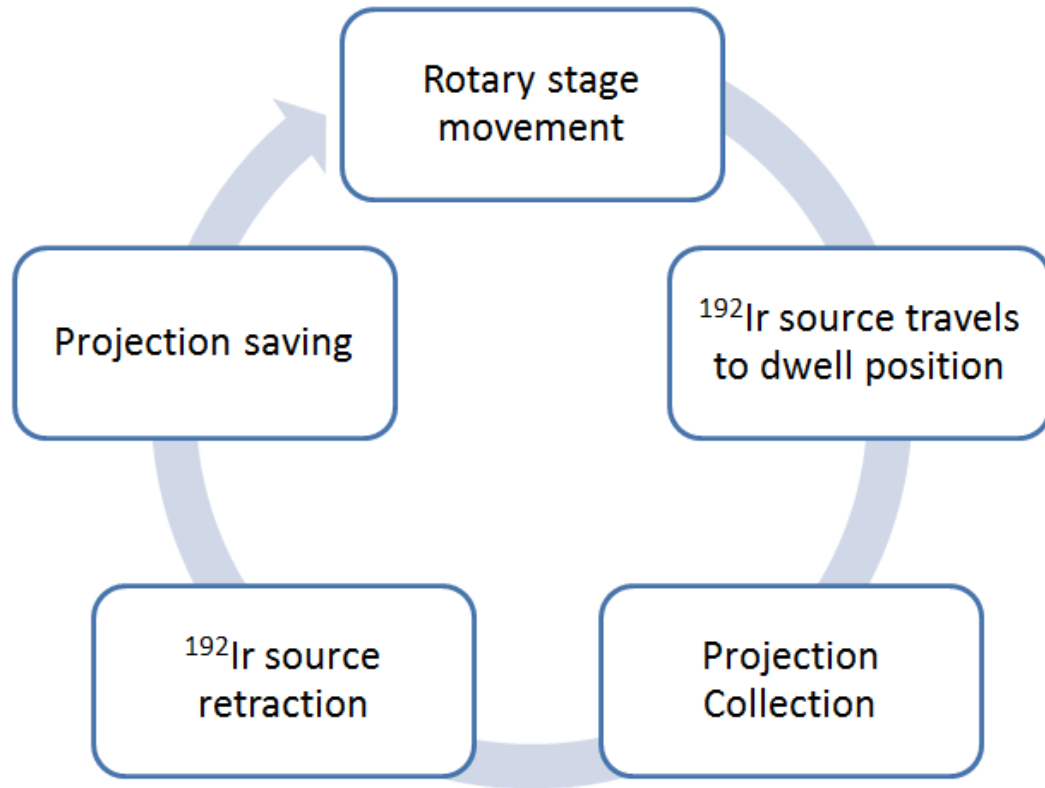 Rotary stage
movement
¹⁹²Ir source travels
to dwell position
Projection
Collection
¹⁹²Ir source
retraction
Projection saving